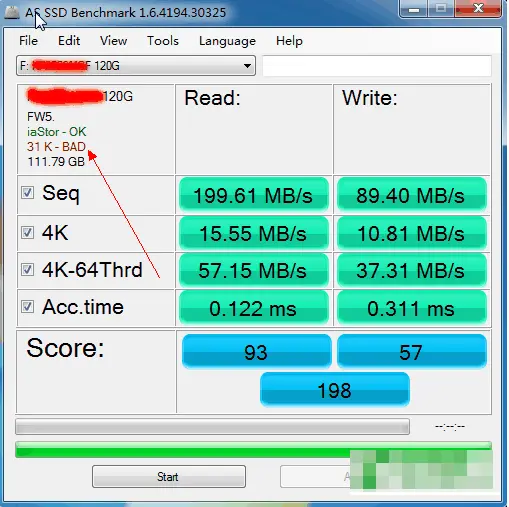 AS SSD Benchmark 1.6.4194.30325
File Edit View Tools Language Help
F: 120G
120G
FW5.
iaStor - OK
31 K - BAD
111.79 GB
Read: Write:
Seq 199.61 MB/s 89.40 MB/s
4K 15.55 MB/s 10.81 MB/s
4K-64Thrd 57.15 MB/s 37.31 MB/s
Acc.time 0.122 ms 0.311 ms
Score: 93 57
198
--:--:--
Start